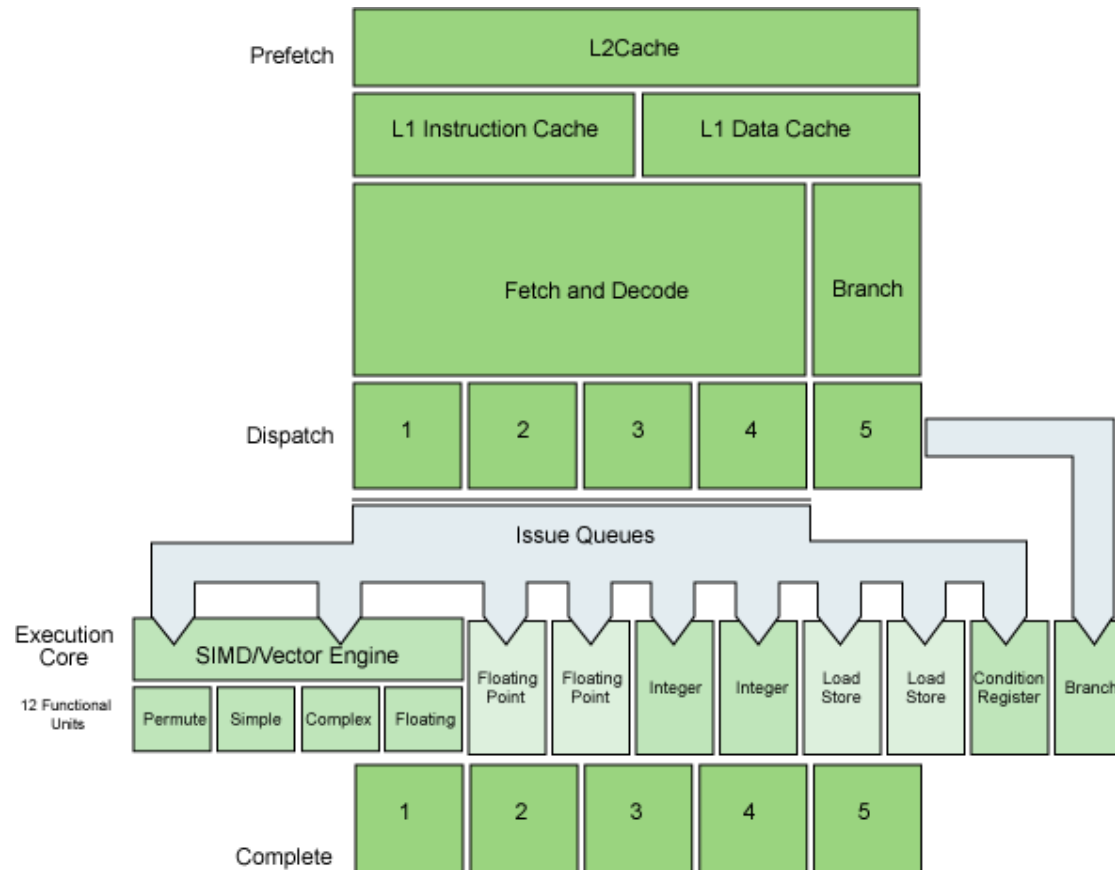 Prefetch
L2Cache
L1 Instruction Cache
L1 Data Cache
Fetch and Decode
Branch
Dispatch
1
2
3
4
5
Issue Queues
Execution
Core
12 Functional
Units
SIMD/Vector Engine
Permute
Simple
Complex
Floating
Floating
Point
Floating
Point
Integer
Integer
Load
Store
Load
Store
Condition
Register
Branch
Complete
1
2
3
4
5